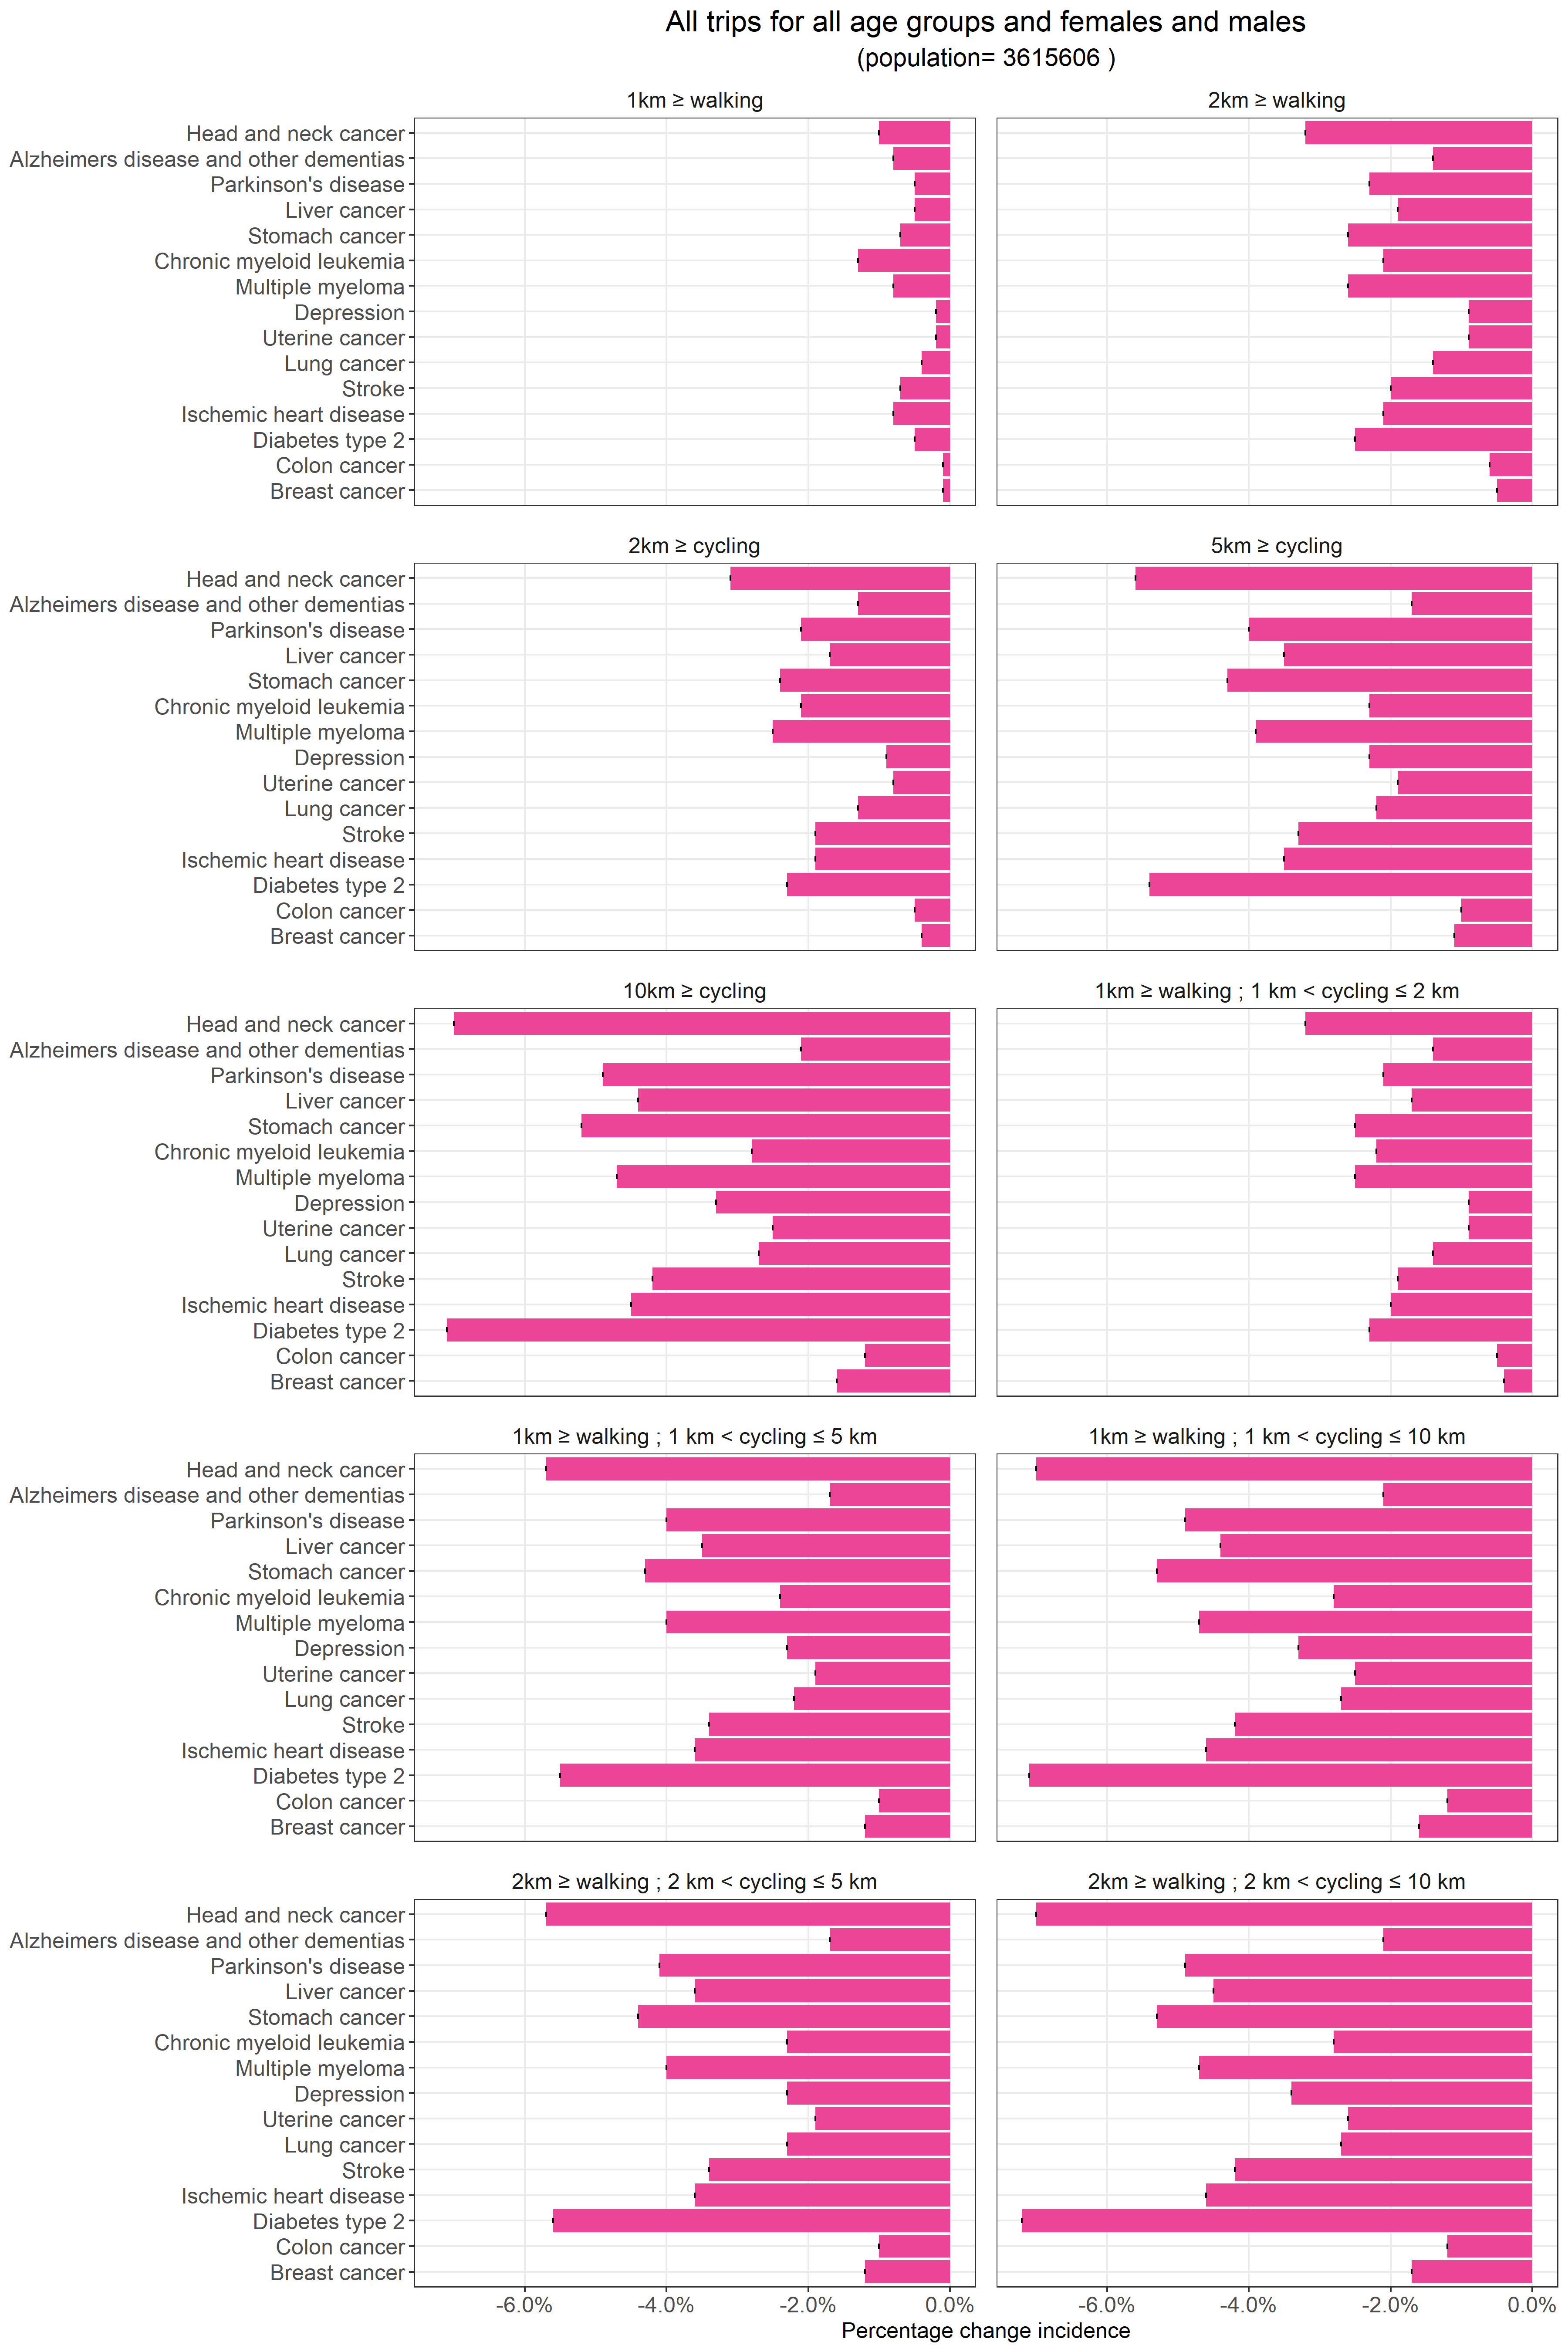 All trips for all age groups and females and males
(population= 3615606 )
1km ≥ walking
2km ≥ walking
Head and neck cancer
Alzheimers disease and other dementias
Parkinson's disease
Liver cancer
Stomach cancer
Chronic myeloid leukemia
Multiple myeloma
Depression
Uterine cancer
Lung cancer
Stroke
Ischemic heart disease
Diabetes type 2
Colon cancer
Breast cancer
2km ≥ cycling
5km ≥ cycling
Head and neck cancer
Alzheimers disease and other dementias
Parkinson's disease
Liver cancer
Stomach cancer
Chronic myeloid leukemia
Multiple myeloma
Depression
Uterine cancer
Lung cancer
Stroke
Ischemic heart disease
Diabetes type 2
Colon cancer
Breast cancer
10km ≥ cycling
1km ≥ walking ; 1 km < cycling ≤ 2 km
Head and neck cancer
Alzheimers disease and other dementias
Parkinson's disease
Liver cancer
Stomach cancer
Chronic myeloid leukemia
Multiple myeloma
Depression
Uterine cancer
Lung cancer
Stroke
Ischemic heart disease
Diabetes type 2
Colon cancer
Breast cancer
1km ≥ walking ; 1 km < cycling ≤ 5 km
1km ≥ walking ; 1 km < cycling ≤ 10 km
Head and neck cancer
Alzheimers disease and other dementias
Parkinson's disease
Liver cancer
Stomach cancer
Chronic myeloid leukemia
Multiple myeloma
Depression
Uterine cancer
Lung cancer
Stroke
Ischemic heart disease
Diabetes type 2
Colon cancer
Breast cancer
2km ≥ walking ; 2 km < cycling ≤ 5 km
2km ≥ walking ; 2 km < cycling ≤ 10 km
Head and neck cancer
Alzheimers disease and other dementias
Parkinson's disease
Liver cancer
Stomach cancer
Chronic myeloid leukemia
Multiple myeloma
Depression
Uterine cancer
Lung cancer
Stroke
Ischemic heart disease
Diabetes type 2
Colon cancer
Breast cancer
-6.0% -4.0% -2.0% 0.0%
-6.0% -4.0% -2.0% 0.0%
Percentage change incidence